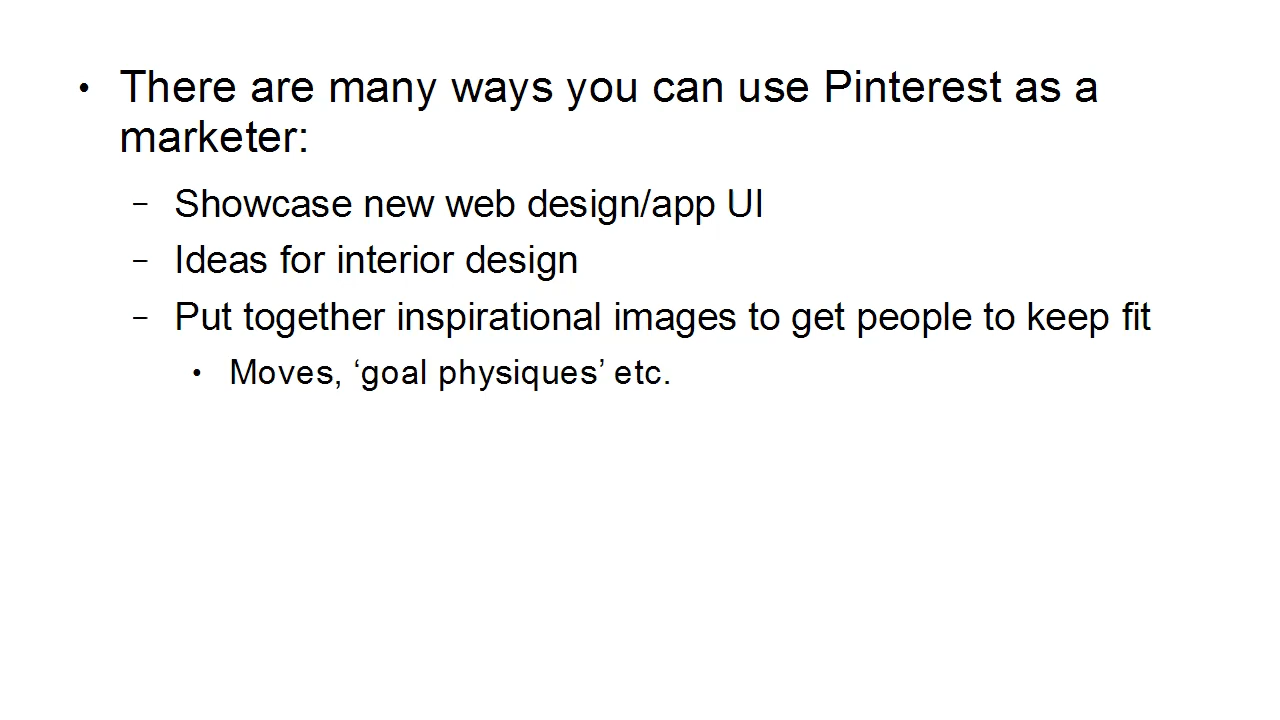 • There are many ways you can use Pinterest as a
marketer:
– Showcase new web design/app UI
– Ideas for interior design
– Put together inspirational images to get people to keep fit
• Moves, ‘goal physiques’ etc.